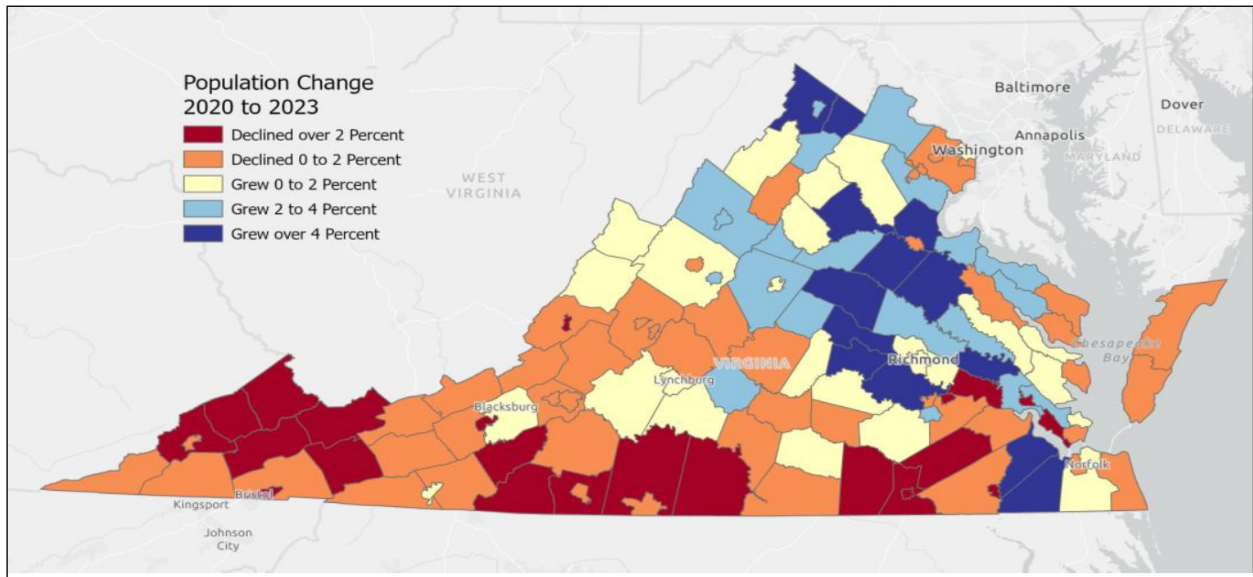 Population Change
2020 to 2023
Declined over 2 Percent
Declined 0 to 2 Percent
Grew 0 to 2 Percent
Grew 2 to 4 Percent
Grew over 4 Percent
Baltimore
Dover
Annapolis
DELAWARE
Washington
MARYLAND
WEST
VIRGINIA
Chesapeake
Bay
Richmond
VIRGINIA
Lynchburg
Blacksburg
Norfolk
Bristol
Kingsport
Johnson
City